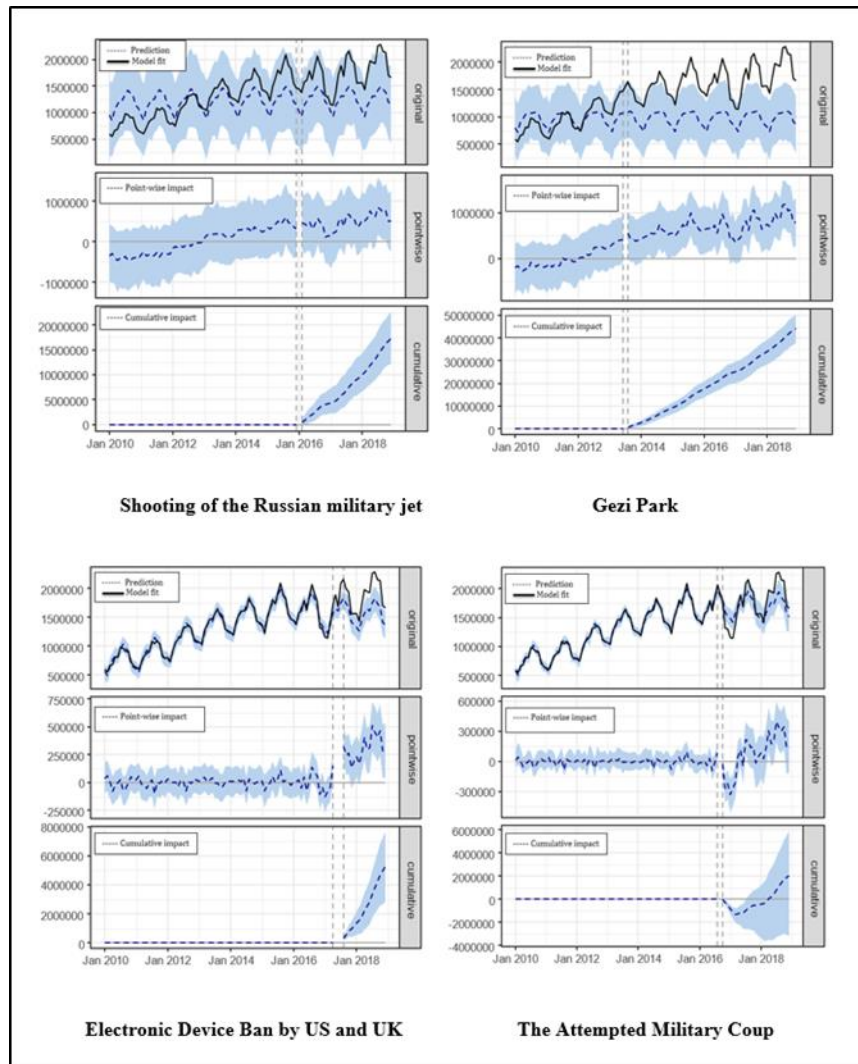 Prediction
Model fit
2000000
1500000
1000000
500000
original
Point-wise impact
1000000
0
-1000000
pointwise
Cumulative impact
20000000
15000000
10000000
5000000
0
cumulative
Jan 2010 Jan 2012 Jan 2014 Jan 2016 Jan 2018
Shooting of the Russian military jet
Prediction
Model fit
2000000
1500000
1000000
500000
original
Point-wise impact
1000000
0
pointwise
Cumulative impact
50000000
40000000
30000000
20000000
10000000
0
cumulative
Jan 2010 Jan 2012 Jan 2014 Jan 2016 Jan 2018
Gezi Park
Prediction
Model fit
2000000
1500000
1000000
500000
original
Point-wise impact
750000
500000
250000
0
-250000
pointwise
Cumulative impact
8000000
6000000
4000000
2000000
0
cumulative
Jan 2010 Jan 2012 Jan 2014 Jan 2016 Jan 2018
Electronic Device Ban by US and UK
Prediction
Model fit
2000000
1500000
1000000
500000
original
Point-wise impact
600000
300000
0
-300000
pointwise
Cumulative impact
6000000
4000000
2000000
0
-2000000
-4000000
cumulative
Jan 2010 Jan 2012 Jan 2014 Jan 2016 Jan 2018
The Attempted Military Coup